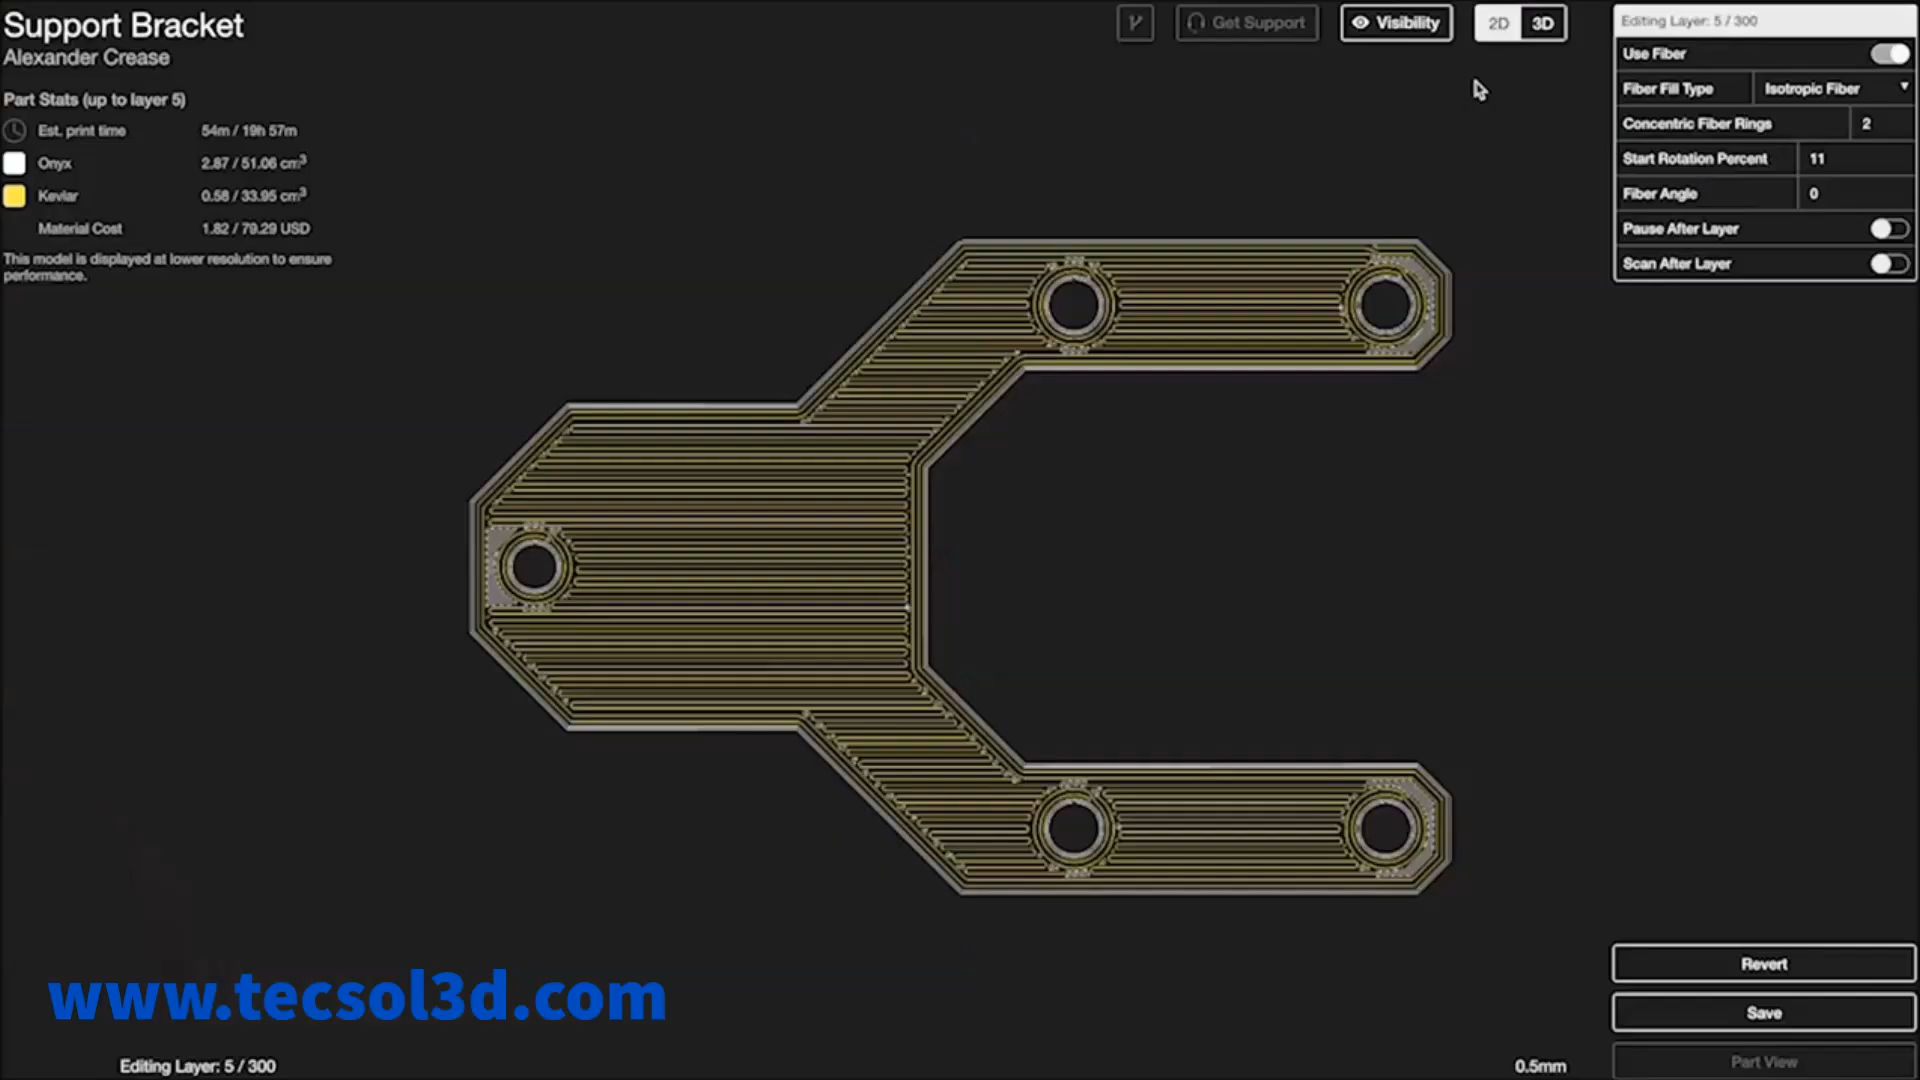 Support Bracket
Alexander Crease
Part Stats (up to layer 5)
Est. print time 54m / 19h 57m
Onyx 2.87 / 51.06 cm³
Kevlar 0.58 / 33.95 cm³
Material Cost 1.82 / 79.29 USD
This model is displayed at lower resolution to ensure
performance.
Get Support
Visibility
2D 3D
Editing Layer: 5 / 300
Use Fiber
Fiber Fill Type Isotropic Fiber
Concentric Fiber Rings 2
Start Rotation Percent 11
Fiber Angle 0
Pause After Layer
Scan After Layer
www.tecsol3d.com
Editing Layer: 5 / 300
0.5mm
Revert
Save
Part View